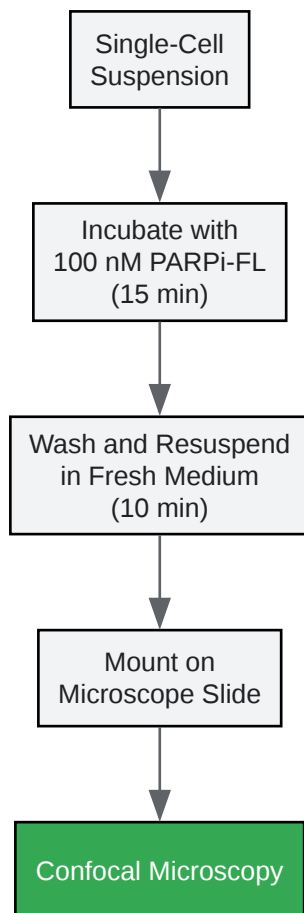 Single-Cell
Suspension
Incubate with
100 nM PARPi-FL
(15 min)
Wash and Resuspend
in Fresh Medium
(10 min)
Mount on
Microscope Slide
Confocal Microscopy